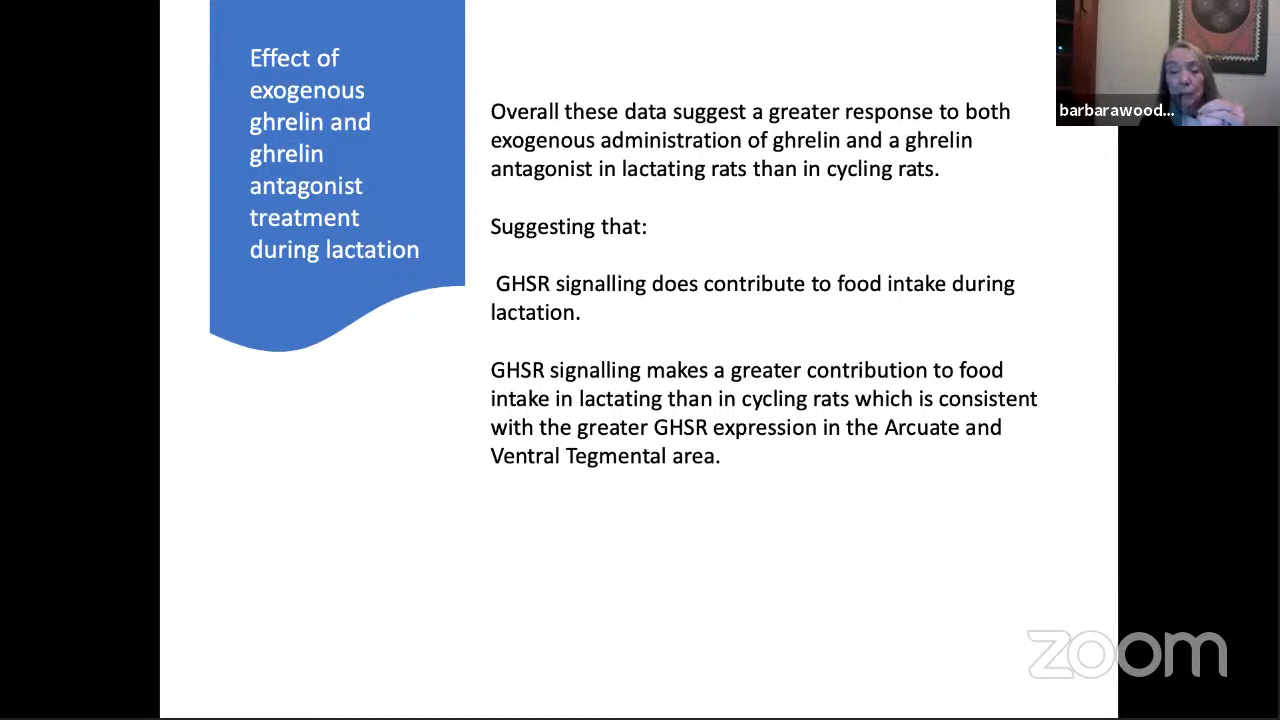 Effect of
exogenous
ghrelin and
ghrelin
antagonist
treatment
during lactation
Overall these data suggest a greater response to both
exogenous administration of ghrelin and a ghrelin
antagonist in lactating rats than in cycling rats.
Suggesting that:
GHSR signalling does contribute to food intake during
lactation.
GHSR signalling makes a greater contribution to food
intake in lactating than in cycling rats which is consistent
with the greater GHSR expression in the Arcuate and
Ventral Tegmental area.
barbarawood...
zoom